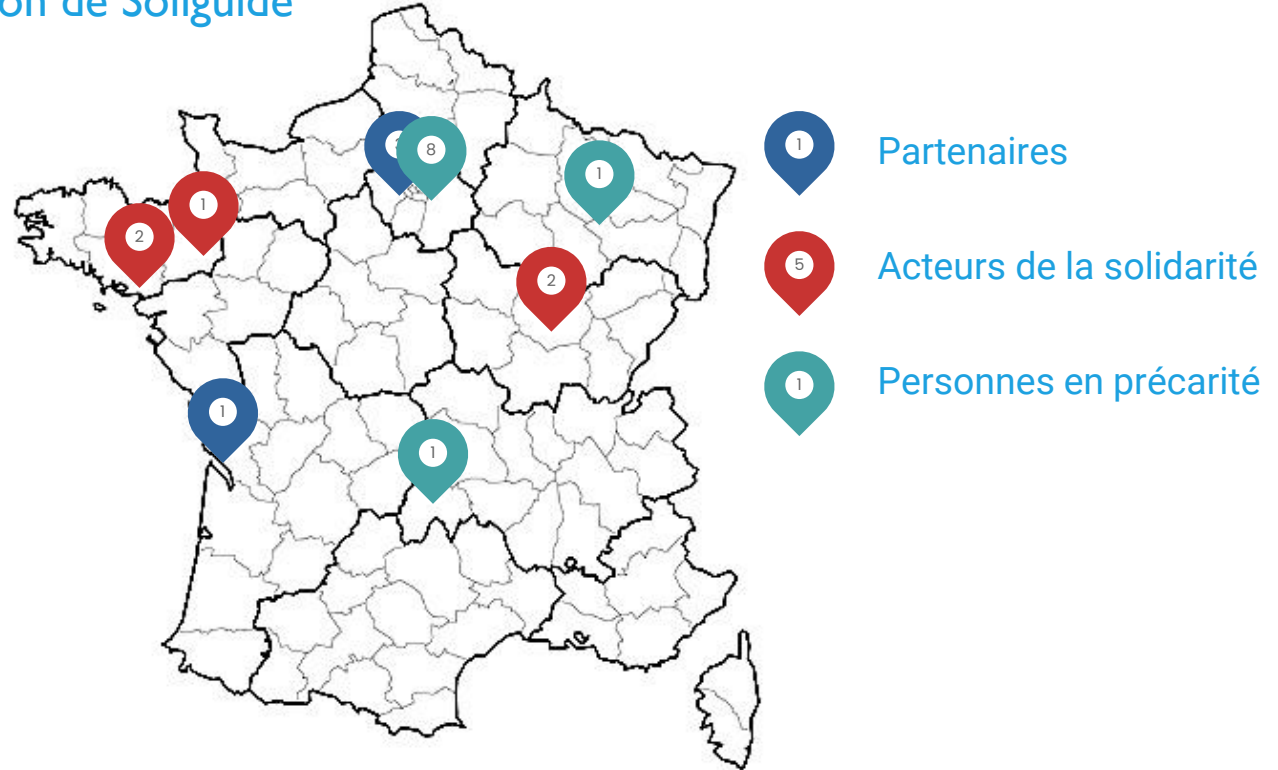 on de Soliguide
8
1
1
2
2
1
1
1
Partenaires
5
Acteurs de la solidarité
1
Personnes en précarité